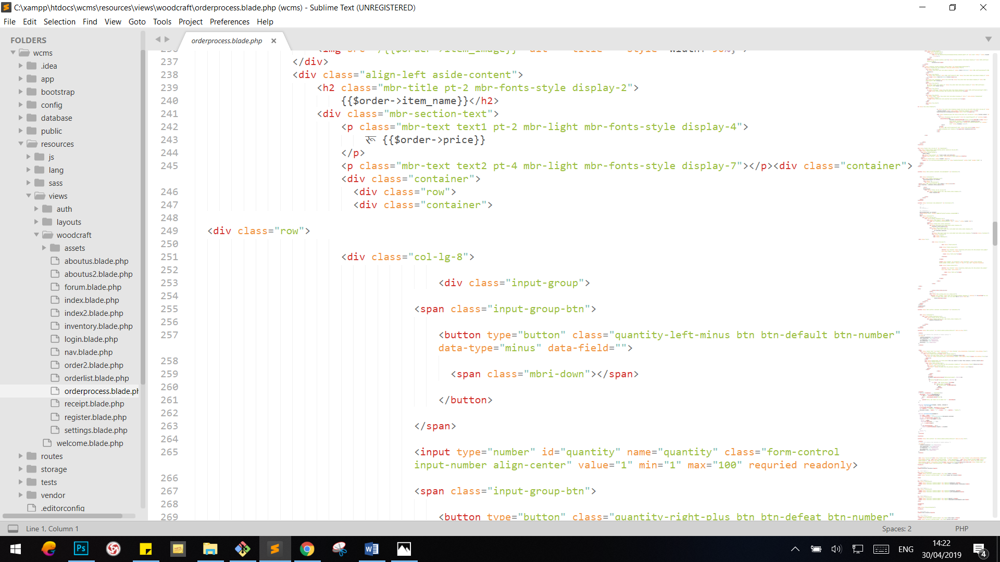 C:\xampp\htdocs\wcms\resources\views\woodcraft\orderprocess.blade.php (wcms) - Sublime Text (UNREGISTERED)
File Edit Selection Find View Goto Tools Project Preferences Help
FOLDERS
wcms
.idea
app
bootstrap
config
database
public
resources
js
lang
sass
views
auth
layouts
woodcraft
assets
aboutus.blade.php
aboutus2.blade.php
forum.blade.php
index.blade.php
index2.blade.php
inventory.blade.php
login.blade.php
nav.blade.php
order2.blade.php
orderlist.blade.php
orderprocess.blade.ph
receipt.blade.php
register.blade.php
settings.blade.php
welcome.blade.php
routes
storage
tests
vendor
.editorconfig
orderprocess.blade.php
237 </div>
238 <div class="align-left aside-content">
239 <h2 class="mbr-title pt-2 mbr-fonts-style display-2">
240 {{$order->item_name}}</h2>
241 <div class="mbr-section-text">
242 <p class="mbr-text text1 pt-2 mbr-light mbr-fonts-style display-4">
243 रू {{$order->price}}
244 </p>
245 <p class="mbr-text text2 pt-4 mbr-light mbr-fonts-style display-7"></p><div class="container">
<div class="container">
246 <div class="row">
247 <div class="container">
248
249 <div class="row">
250
251 <div class="col-lg-8">
252
253 <div class="input-group">
254
255 <span class="input-group-btn">
256
257 <button type="button" class="quantity-left-minus btn btn-default btn-number"
data-type="minus" data-field="">
258
259 <span class="mbri-down"></span>
260
261 </button>
262
263 </span>
264
265 <input type="number" id="quantity" name="quantity" class="form-control
input-number align-center" value="1" min="1" max="100" requried readonly>
266
267 <span class="input-group-btn">
268
269 <button type="button" class="quantity-right-plus btn btn-defeat btn-number"
Line 1, Column 1
Spaces: 2
PHP
Ps
ENG
14:22
30/04/2019
4